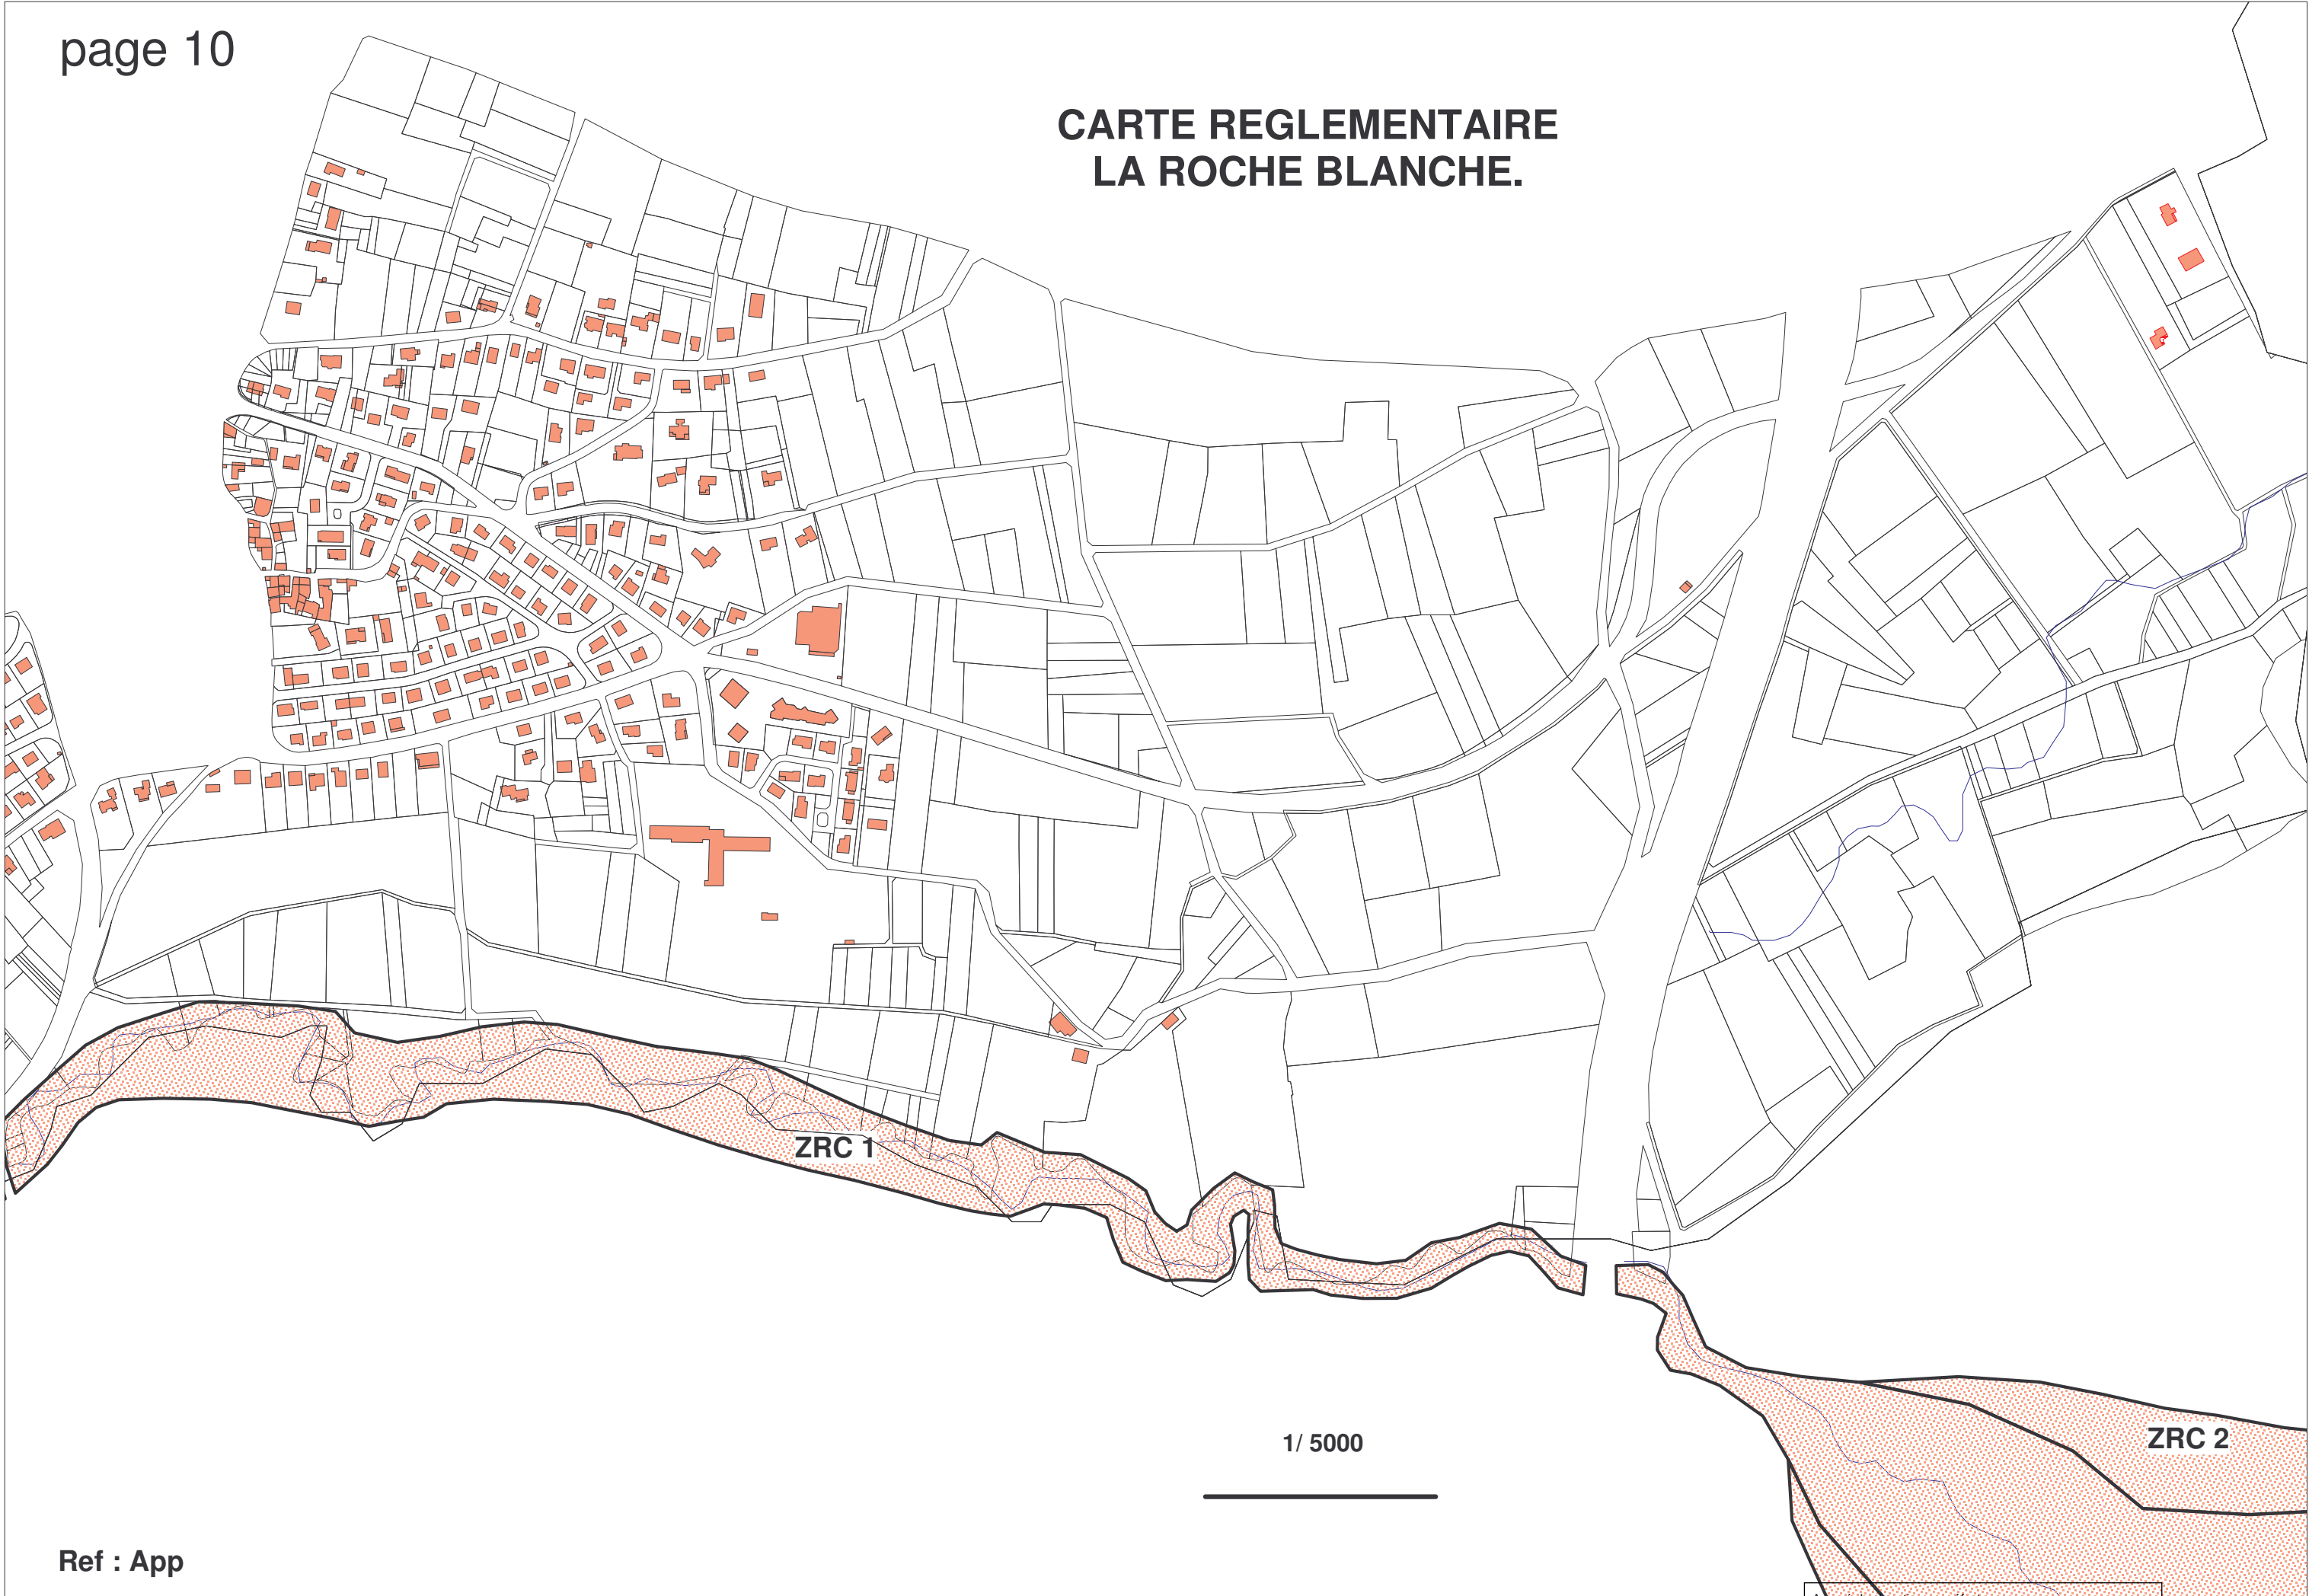 page 10
CARTE REGLEMENTAIRE
LA ROCHE BLANCHE.
ZRC 1
1/ 5000
ZRC 2
Ref : App